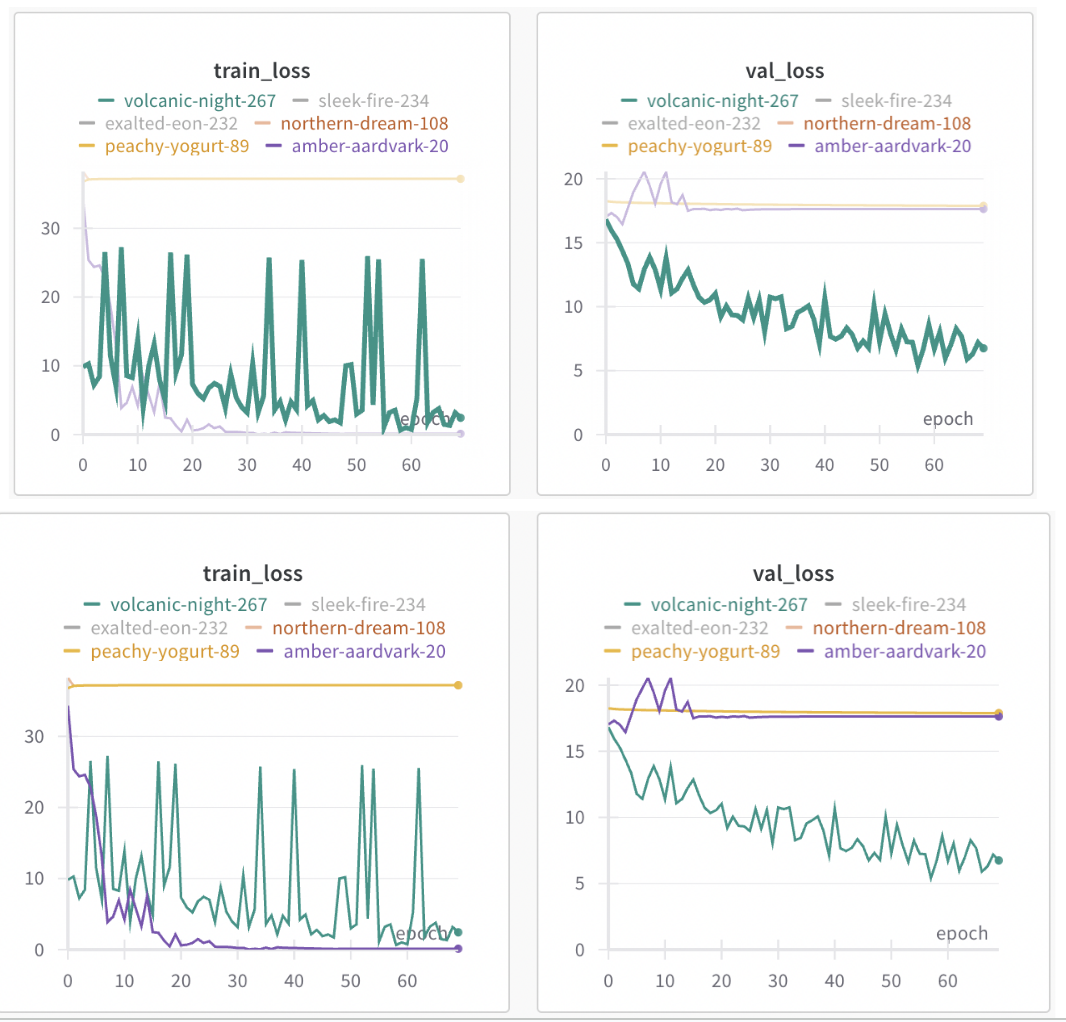 train_loss
volcanic-night-267 sleek-fire-234
exalted-eon-232 northern-dream-108
peachy-yogurt-89 amber-aardvark-20
30
20
10
0
epoch
0 10 20 30 40 50 60
val_loss
volcanic-night-267 sleek-fire-234
exalted-eon-232 northern-dream-108
peachy-yogurt-89 amber-aardvark-20
20
15
10
5
0
epoch
0 10 20 30 40 50 60
train_loss
volcanic-night-267 sleek-fire-234
exalted-eon-232 northern-dream-108
peachy-yogurt-89 amber-aardvark-20
30
20
10
0
epoch
0 10 20 30 40 50 60
val_loss
volcanic-night-267 sleek-fire-234
exalted-eon-232 northern-dream-108
peachy-yogurt-89 amber-aardvark-20
20
15
10
5
0
epoch
0 10 20 30 40 50 60